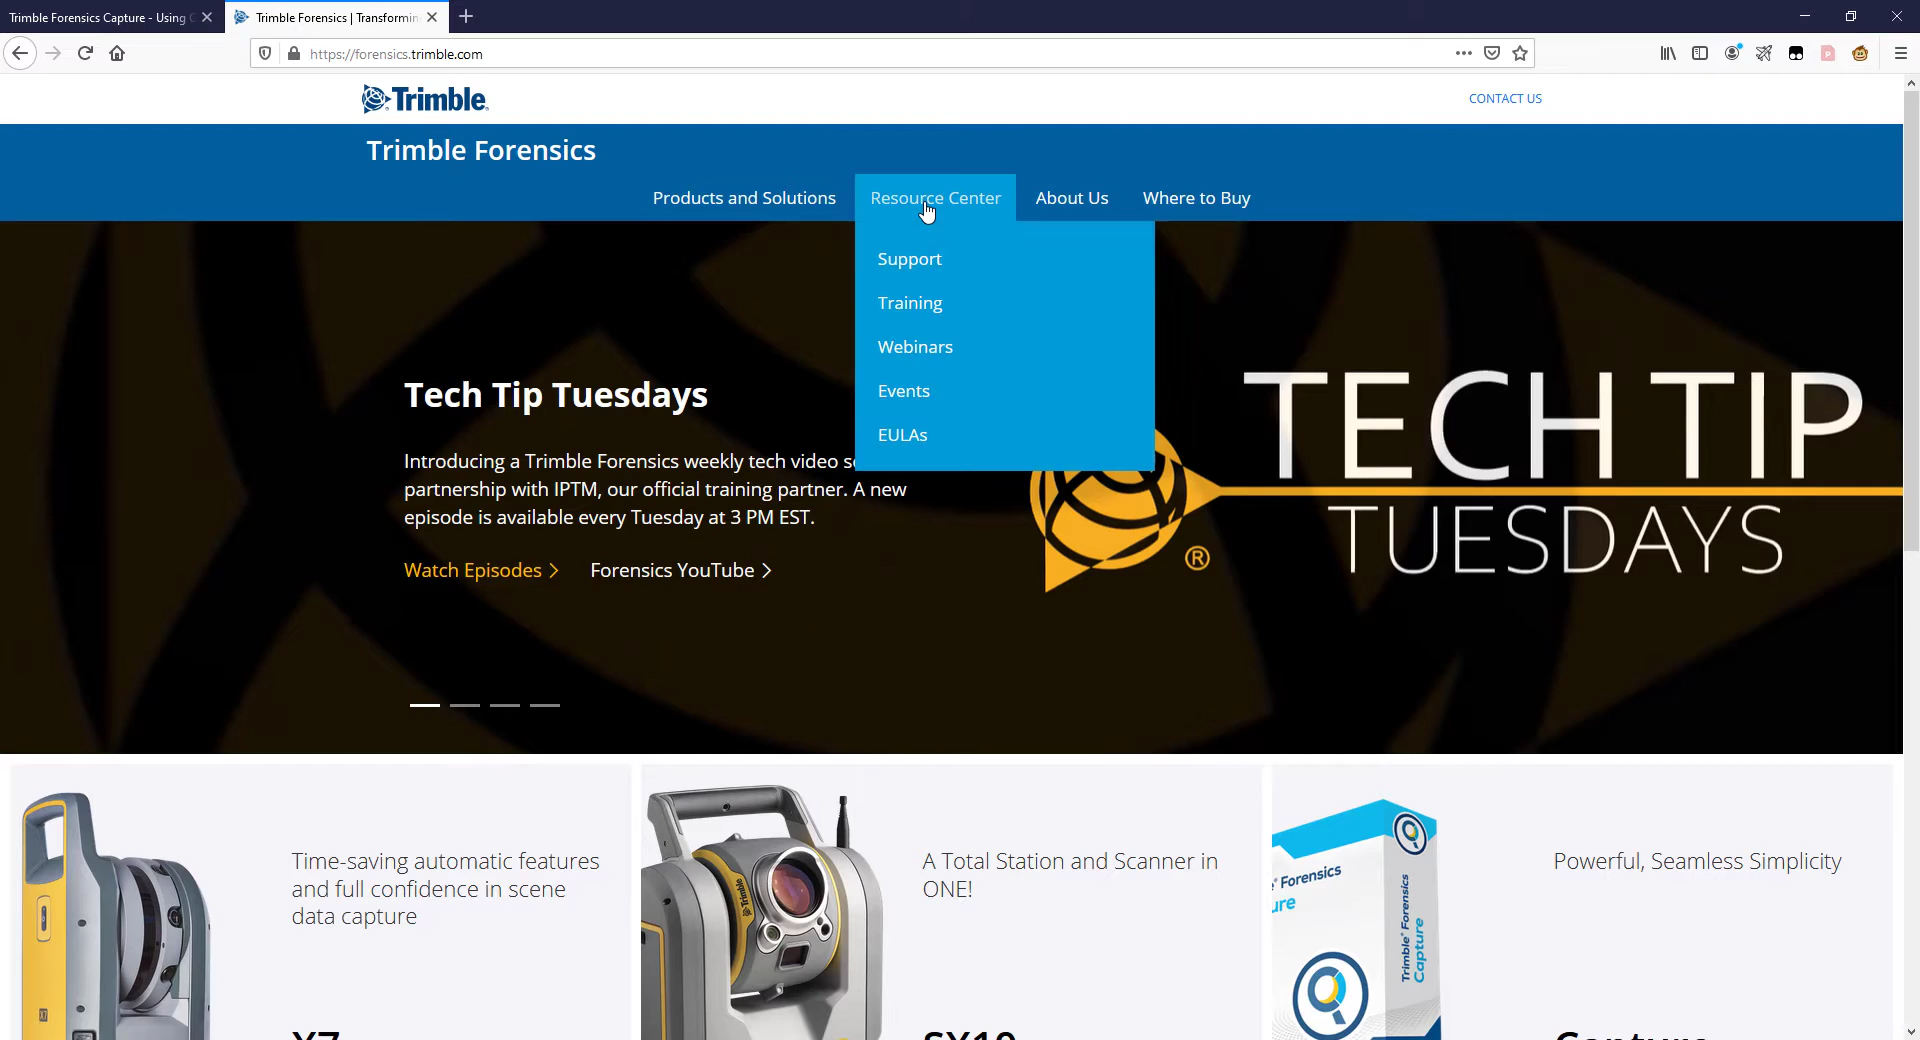 Trimble Forensics Capture - Using
Trimble Forensics | Transformin
https://forensics.trimble.com
Trimble
CONTACT US
Trimble Forensics
Products and Solutions
Resource Center
About Us
Where to Buy
Support
Training
Webinars
Events
EULAs
Tech Tip Tuesdays
Introducing a Trimble Forensics weekly tech video
partnership with IPTM, our official training partner. A new
episode is available every Tuesday at 3 PM EST.
Watch Episodes >
Forensics YouTube >
TECH TIP
TUESDAYS
®
Time-saving automatic features
and full confidence in scene
data capture
X7
A Total Station and Scanner in
ONE!
Trimble
SX10
Forensics
Trimble® Forensics
Capture
Powerful, Seamless Simplicity
Capture